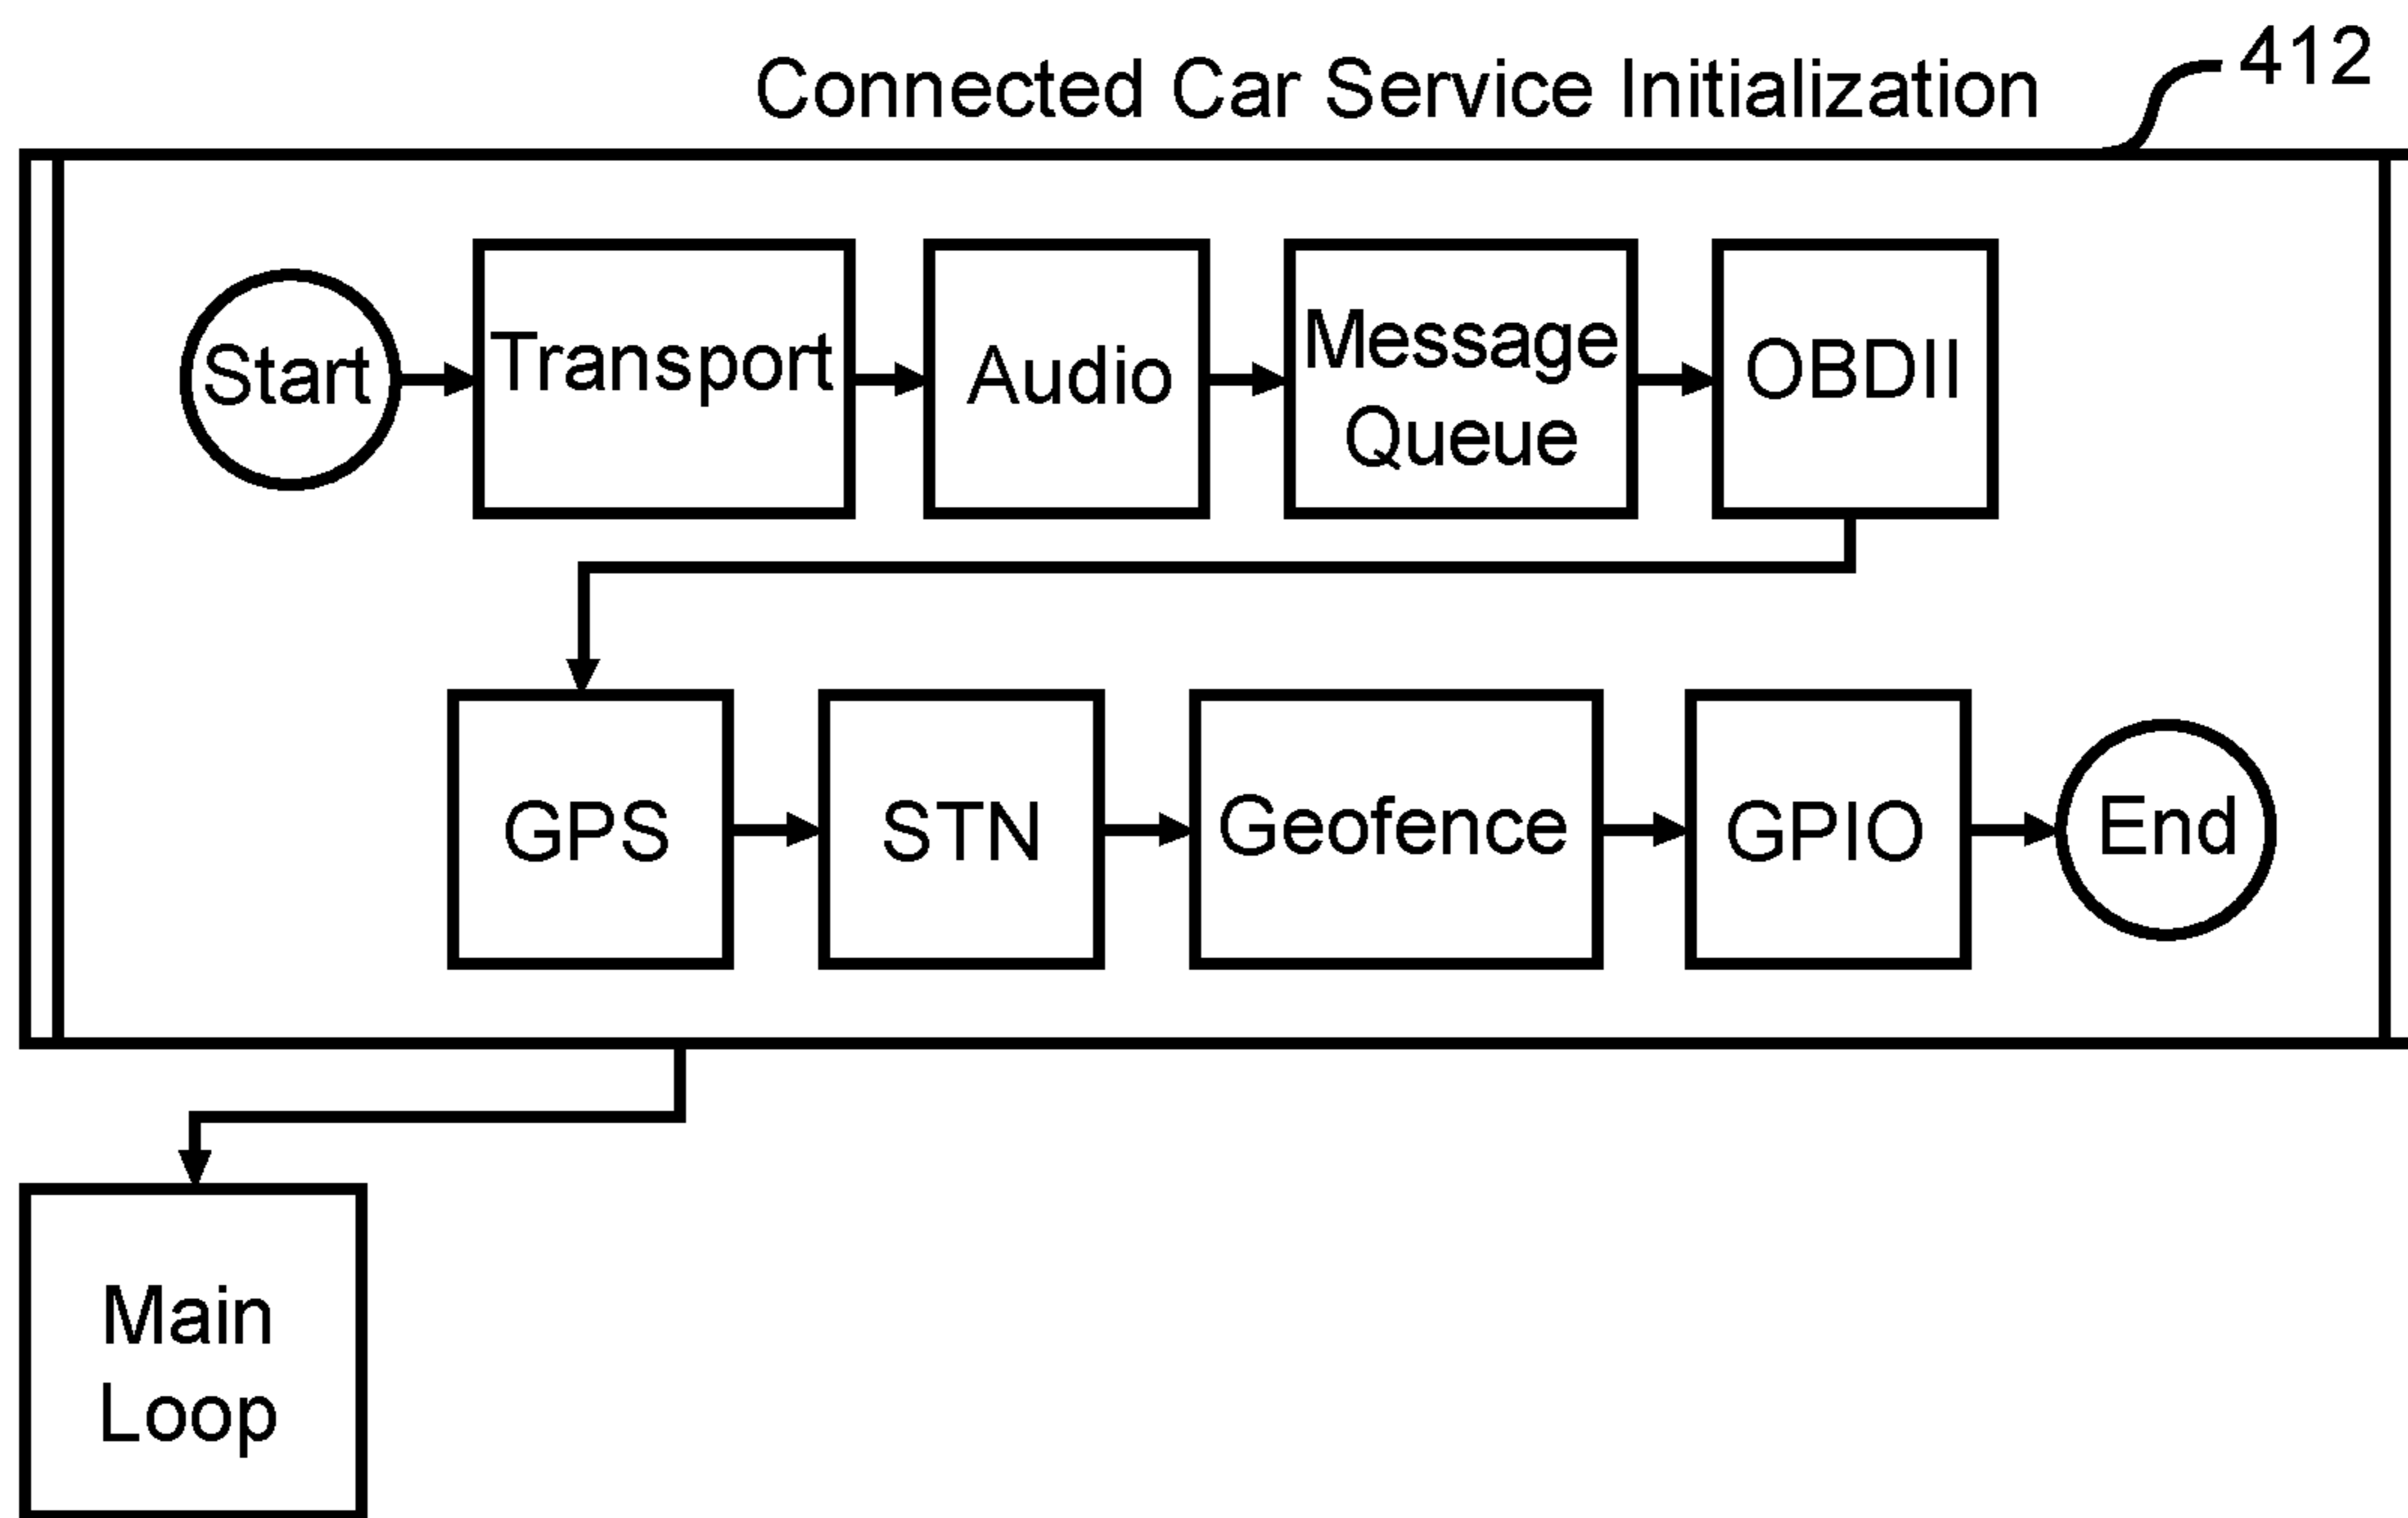 Connected Car Service Initialization
412
Start
Transport
Audio
Message
Queue
OBDII
GPS
STN
Geofence
GPIO
End
Main
Loop